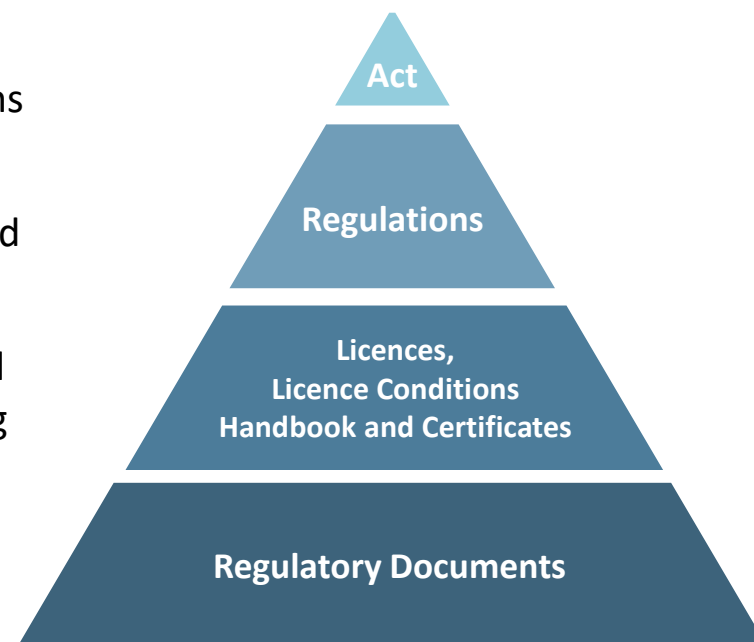 Act
Regulations
Licences,
Licence Conditions
Handbook and Certificates
Regulatory Documents